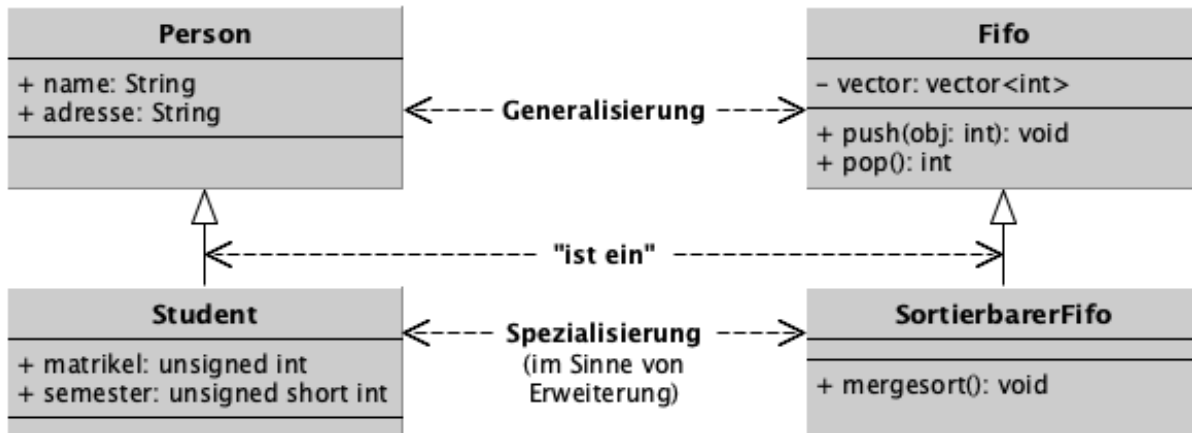 Person
+ name: String
+ adresse: String
Generalisierung
Fifo
– vector: vector<int>
+ push(obj: int): void
+ pop(): int
"ist ein"
Student
+ matrikel: unsigned int
+ semester: unsigned short int
Spezialisierung
(im Sinne von
Erweiterung)
SortierbarerFifo
+ mergesort(): void